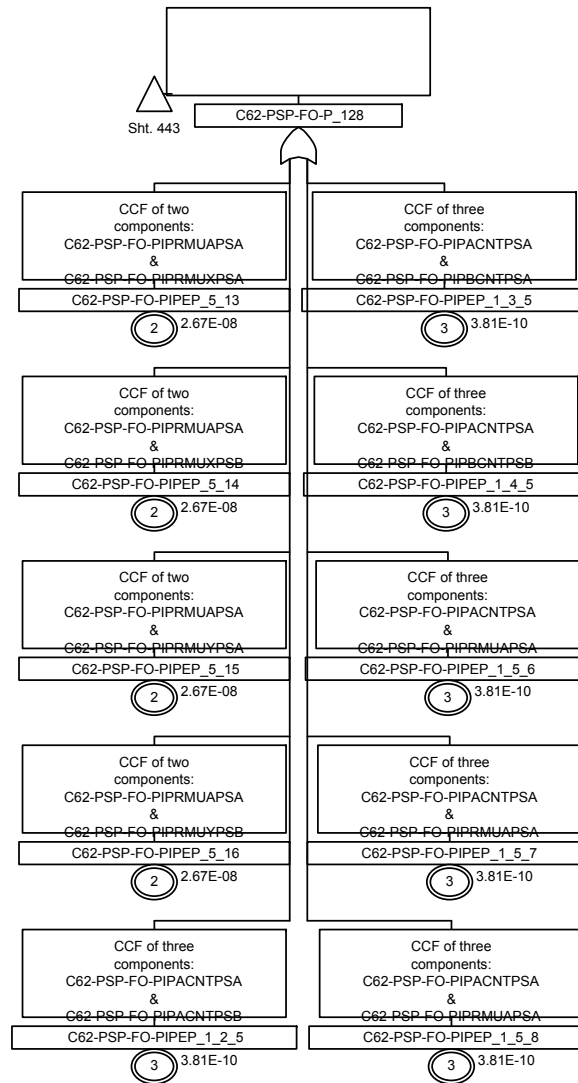 Sht. 443
C62-PSP-FO-P_128
CCF of two
components:
C62-PSP-FO-PIPRMUAPSA
&
C62-PSP-FO-PIPRMUXPSA
C62-PSP-FO-PIPEP_5_13
2
2.67E-08
CCF of three
components:
C62-PSP-FO-PIPACNTPSA
&
C62-PSP-FO-PIPBCNTPSA
C62-PSP-FO-PIPEP_1_3_5
3
3.81E-10
CCF of two
components:
C62-PSP-FO-PIPRMUAPSA
&
C62-PSP-FO-PIPRMUXPSB
C62-PSP-FO-PIPEP_5_14
2
2.67E-08
CCF of three
components:
C62-PSP-FO-PIPACNTPSA
&
C62-PSP-FO-PIPBCNTPSB
C62-PSP-FO-PIPEP_1_4_5
3
3.81E-10
CCF of two
components:
C62-PSP-FO-PIPRMUAPSA
&
C62-PSP-FO-PIPRMUYPSA
C62-PSP-FO-PIPEP_5_15
2
2.67E-08
CCF of three
components:
C62-PSP-FO-PIPACNTPSA
&
C62-PSP-FO-PIPRMUAPSA
C62-PSP-FO-PIPEP_1_5_6
3
3.81E-10
CCF of two
components:
C62-PSP-FO-PIPRMUAPSA
&
C62-PSP-FO-PIPRMUYPSB
C62-PSP-FO-PIPEP_5_16
2
2.67E-08
CCF of three
components:
C62-PSP-FO-PIPACNTPSA
&
C62-PSP-FO-PIPRMUAPSA
C62-PSP-FO-PIPEP_1_5_7
3
3.81E-10
CCF of three
components:
C62-PSP-FO-PIPACNTPSA
&
C62-PSP-FO-PIPACNTPSB
C62-PSP-FO-PIPEP_1_2_5
3
3.81E-10
CCF of three
components:
C62-PSP-FO-PIPACNTPSA
&
C62-PSP-FO-PIPRMUAPSA
C62-PSP-FO-PIPEP_1_5_8
3
3.81E-10